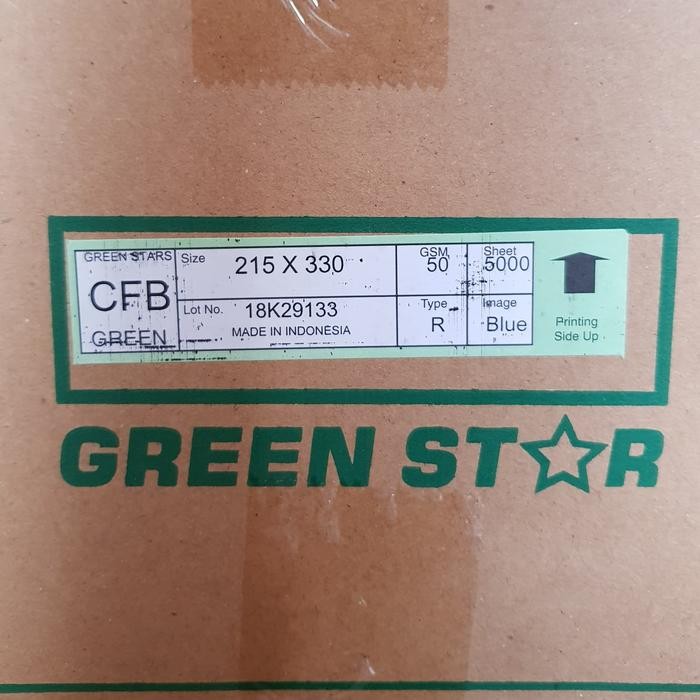 GREEN STARS
CFB
GREEN
Size
215 X 330
Lot No.
18K29133
MADE IN INDONESIA
GSM
50
Type
R
Sheet
5000
Image
Blue
Printing
Side Up
GREEN ST☆R